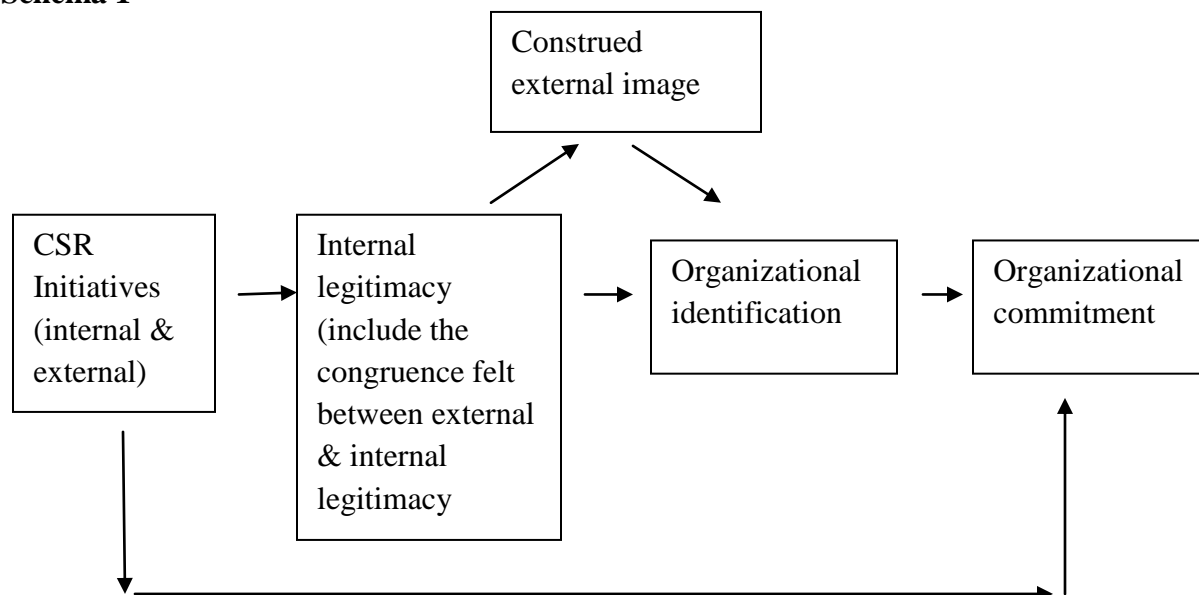 Schema 1
Construed
external image
CSR
Initiatives
(internal &
external)
Internal
legitimacy
(include the
congruence felt
between external
& internal
legitimacy
Organizational
identification
Organizational
commitment